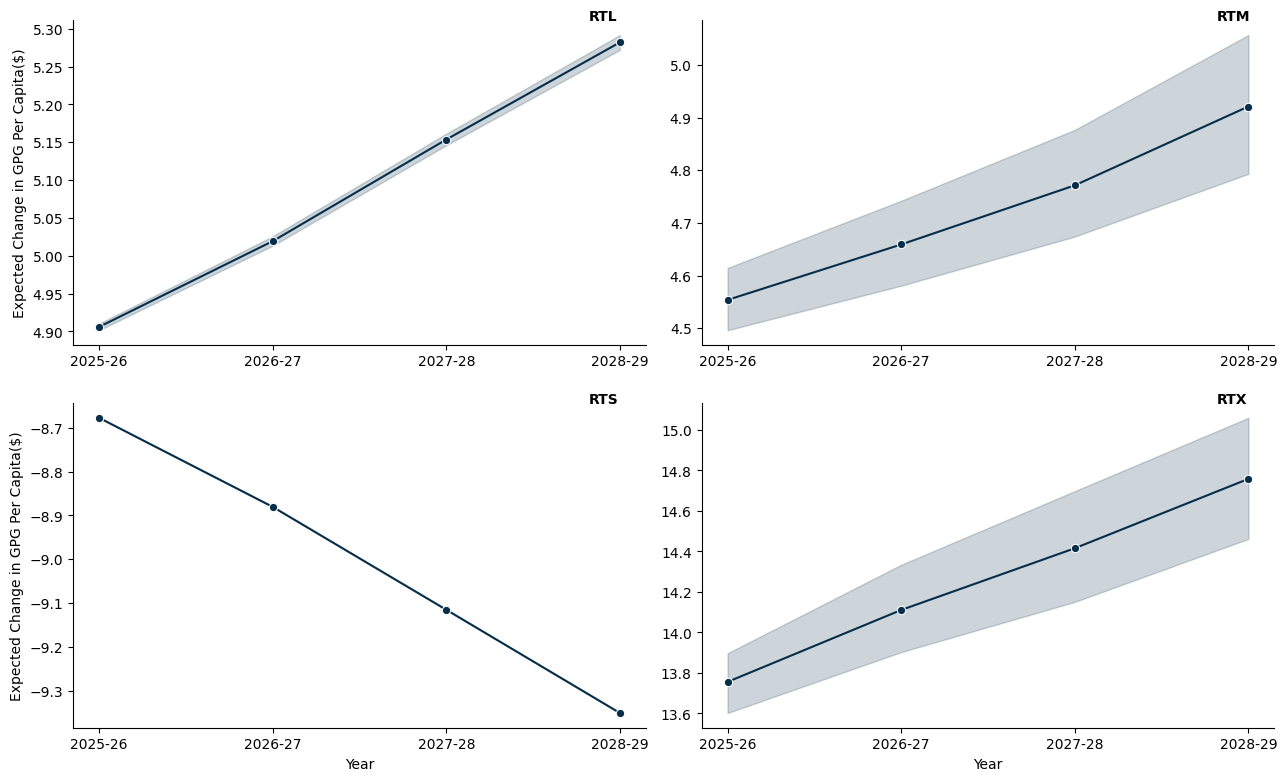 RTL
Expected Change in GPG Per Capita($)
5.30
5.25
5.20
5.15
5.10
5.05
5.00
4.95
4.90
2025-26 2026-27 2027-28 2028-29
RTM
5.0
4.9
4.8
4.7
4.6
4.5
2025-26 2026-27 2027-28 2028-29
RTS
Expected Change in GPG Per Capita($)
−8.7
−8.8
−8.9
−9.0
−9.1
−9.2
−9.3
2025-26 2026-27 2027-28 2028-29
Year
RTX
15.0
14.8
14.6
14.4
14.2
14.0
13.8
13.6
2025-26 2026-27 2027-28 2028-29
Year